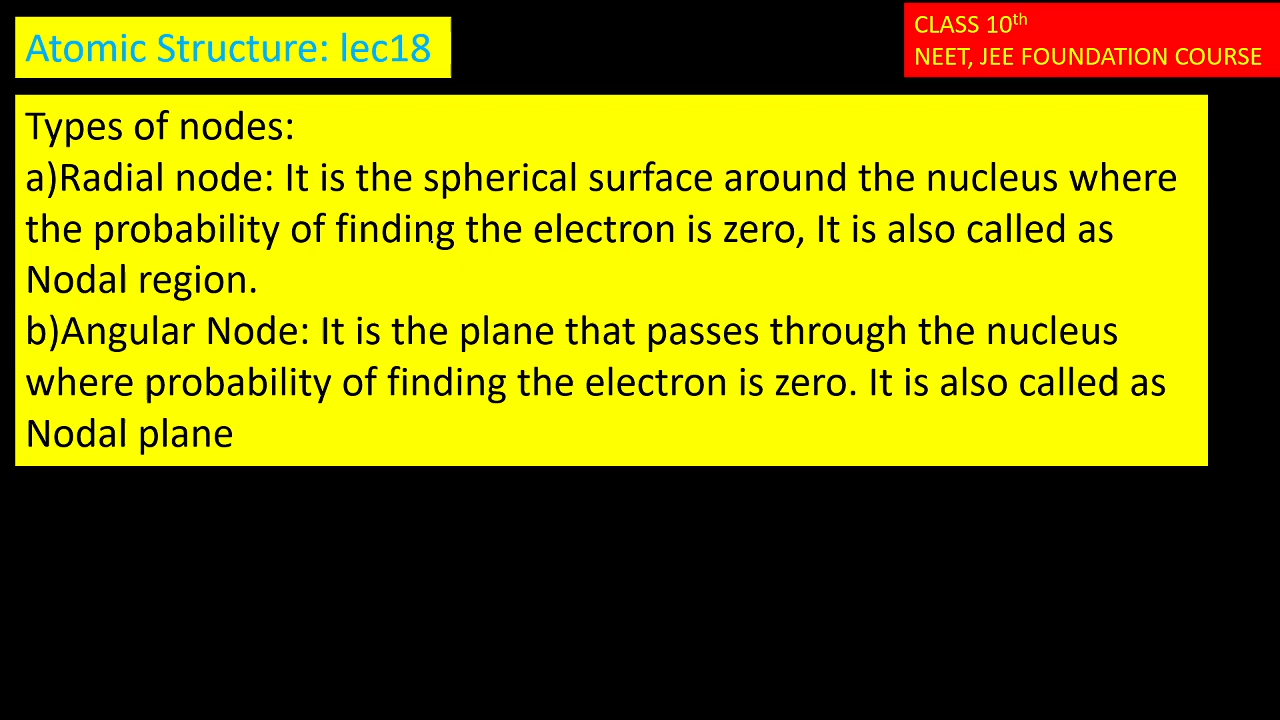 Atomic Structure: lec18
CLASS 10th
NEET, JEE FOUNDATION COURSE
Types of nodes:
a)Radial node: It is the spherical surface around the nucleus where
the probability of finding the electron is zero, It is also called as
Nodal region.
b)Angular Node: It is the plane that passes through the nucleus
where probability of finding the electron is zero. It is also called as
Nodal plane